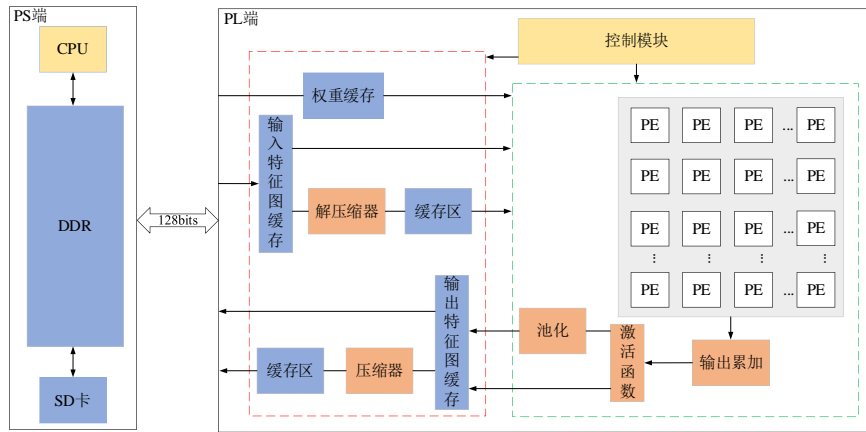 PS端
CPU
DDR
SD卡
128bits
PL端
控制模块
权重缓存
输入特征图缓存
解压缩器
缓存区
输出特征图缓存
压缩器
缓存区
PE PE PE ... PE
PE PE PE ... PE
PE PE PE ... PE
⋮ ⋮ ⋮ ⋮
PE PE PE ... PE
池化
激活函数
输出累加